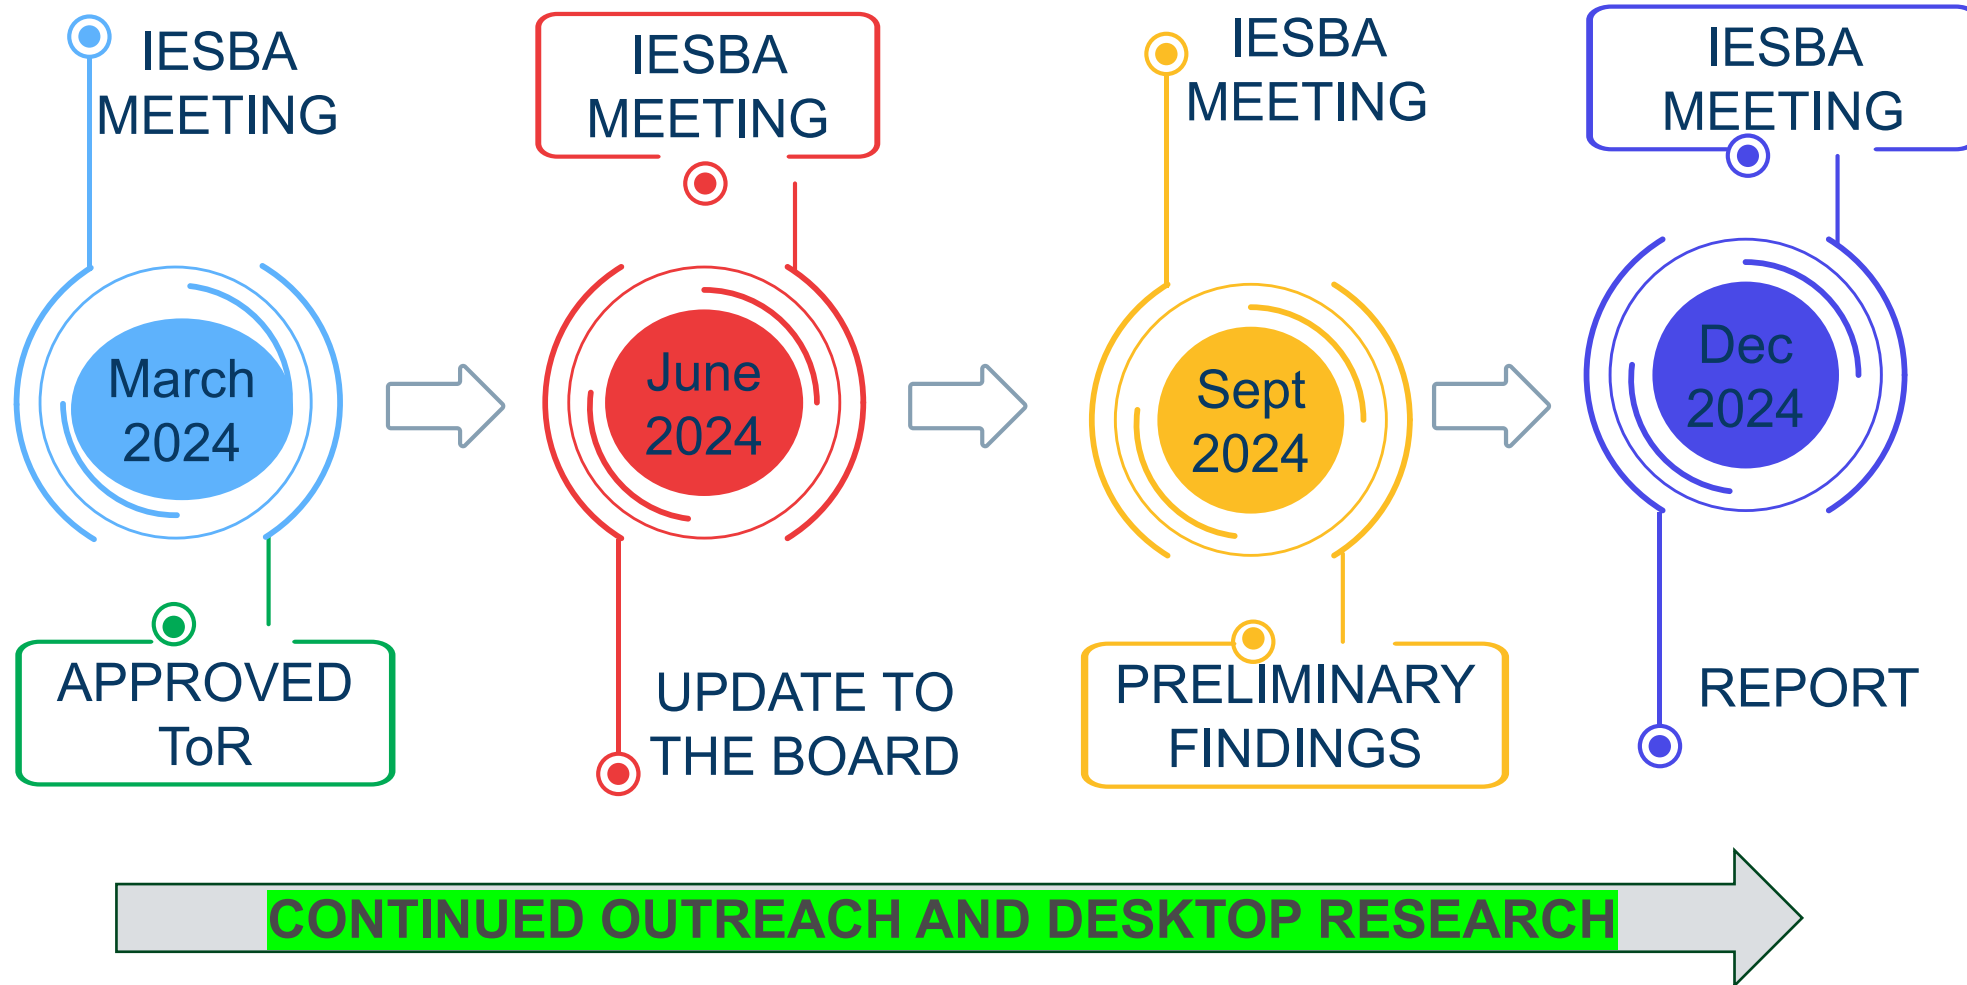 IESBA
MEETING
March
2024
APPROVED
ToR
IESBA
MEETING
June
2024
UPDATE TO
THE BOARD
IESBA
MEETING
Sept
2024
PRELIMINARY
FINDINGS
IESBA
MEETING
Dec
2024
REPORT
CONTINUED OUTREACH AND DESKTOP RESEARCH